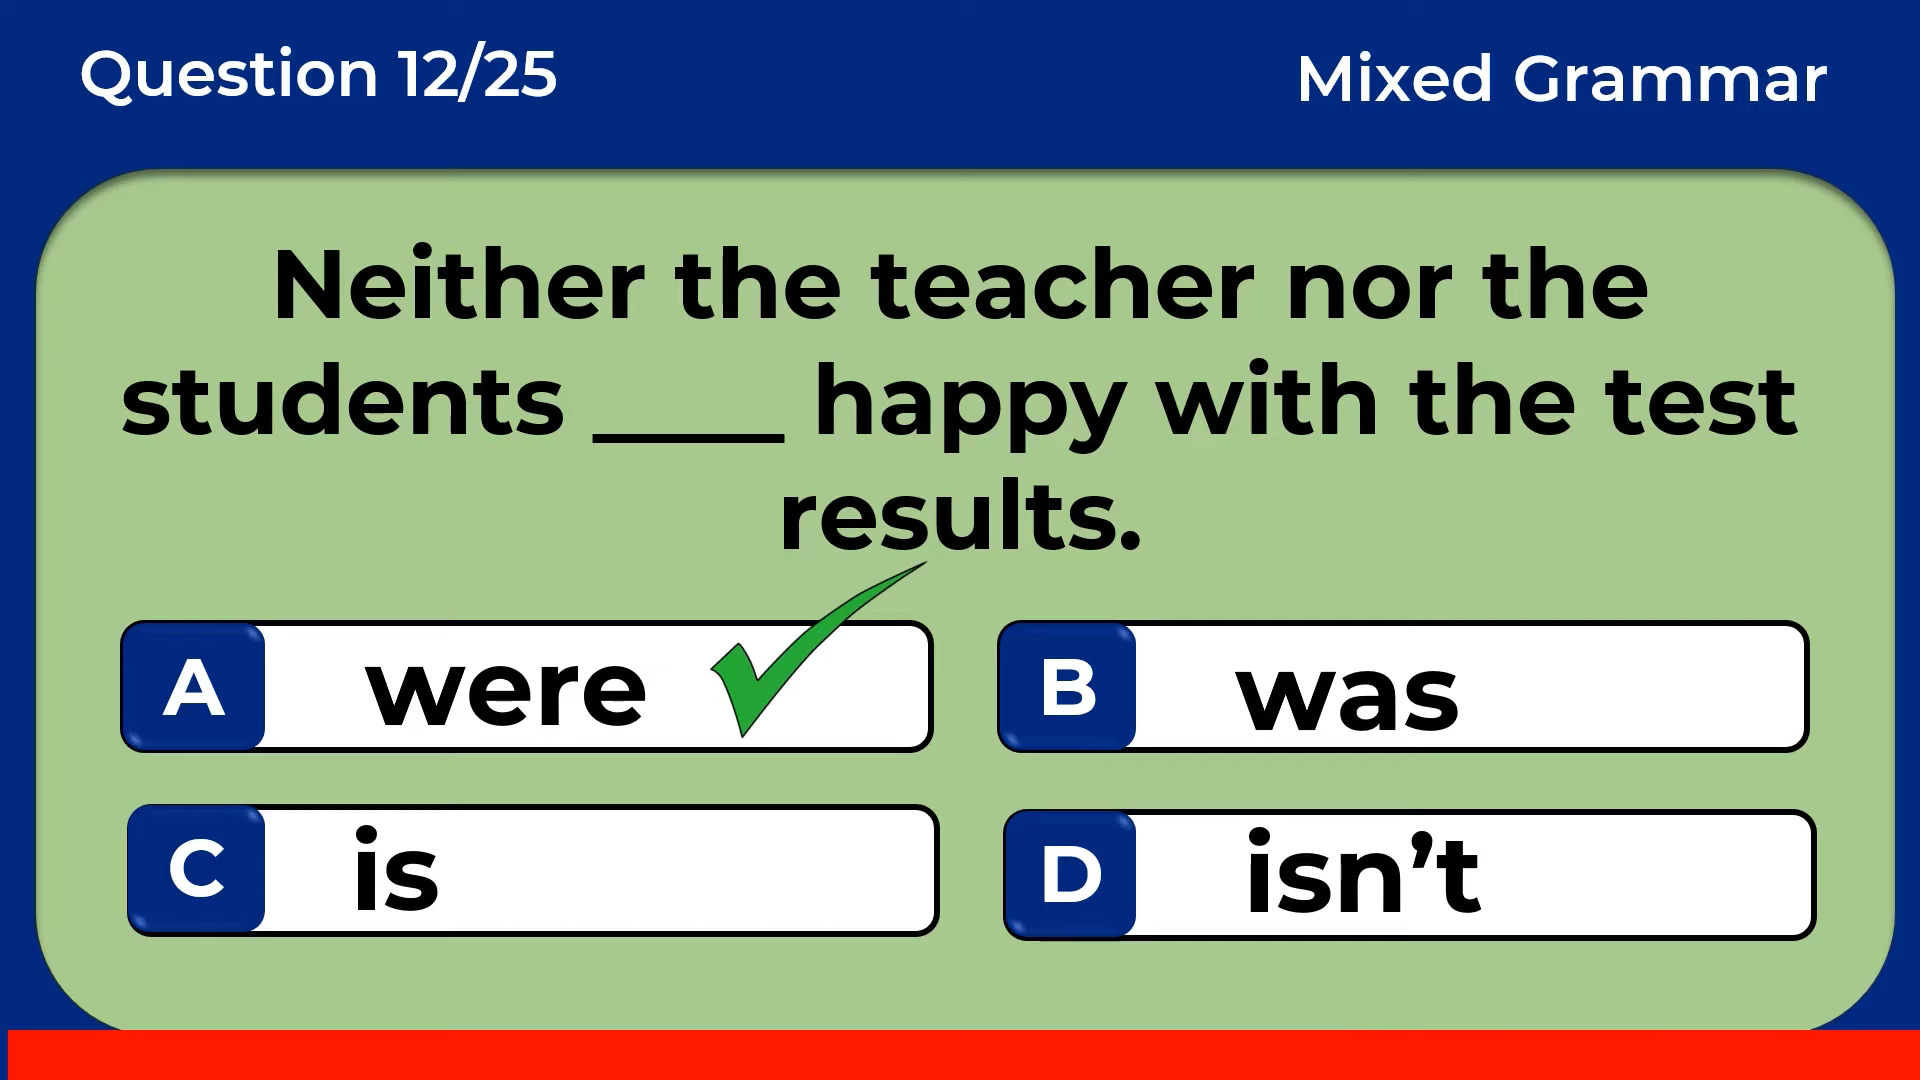 Question 12/25
Mixed Grammar
Neither the teacher nor the
students ____ happy with the test
results.
A were
B was
C is
D isn’t